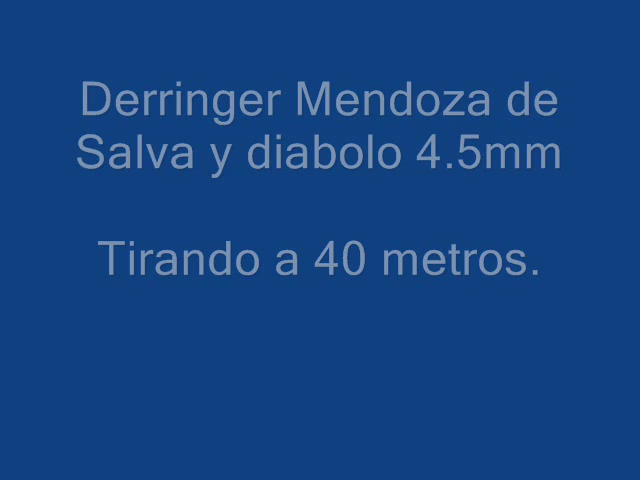 Derringer Mendoza de
Salva y diabolo 4.5mm
Tirando a 40 metros.